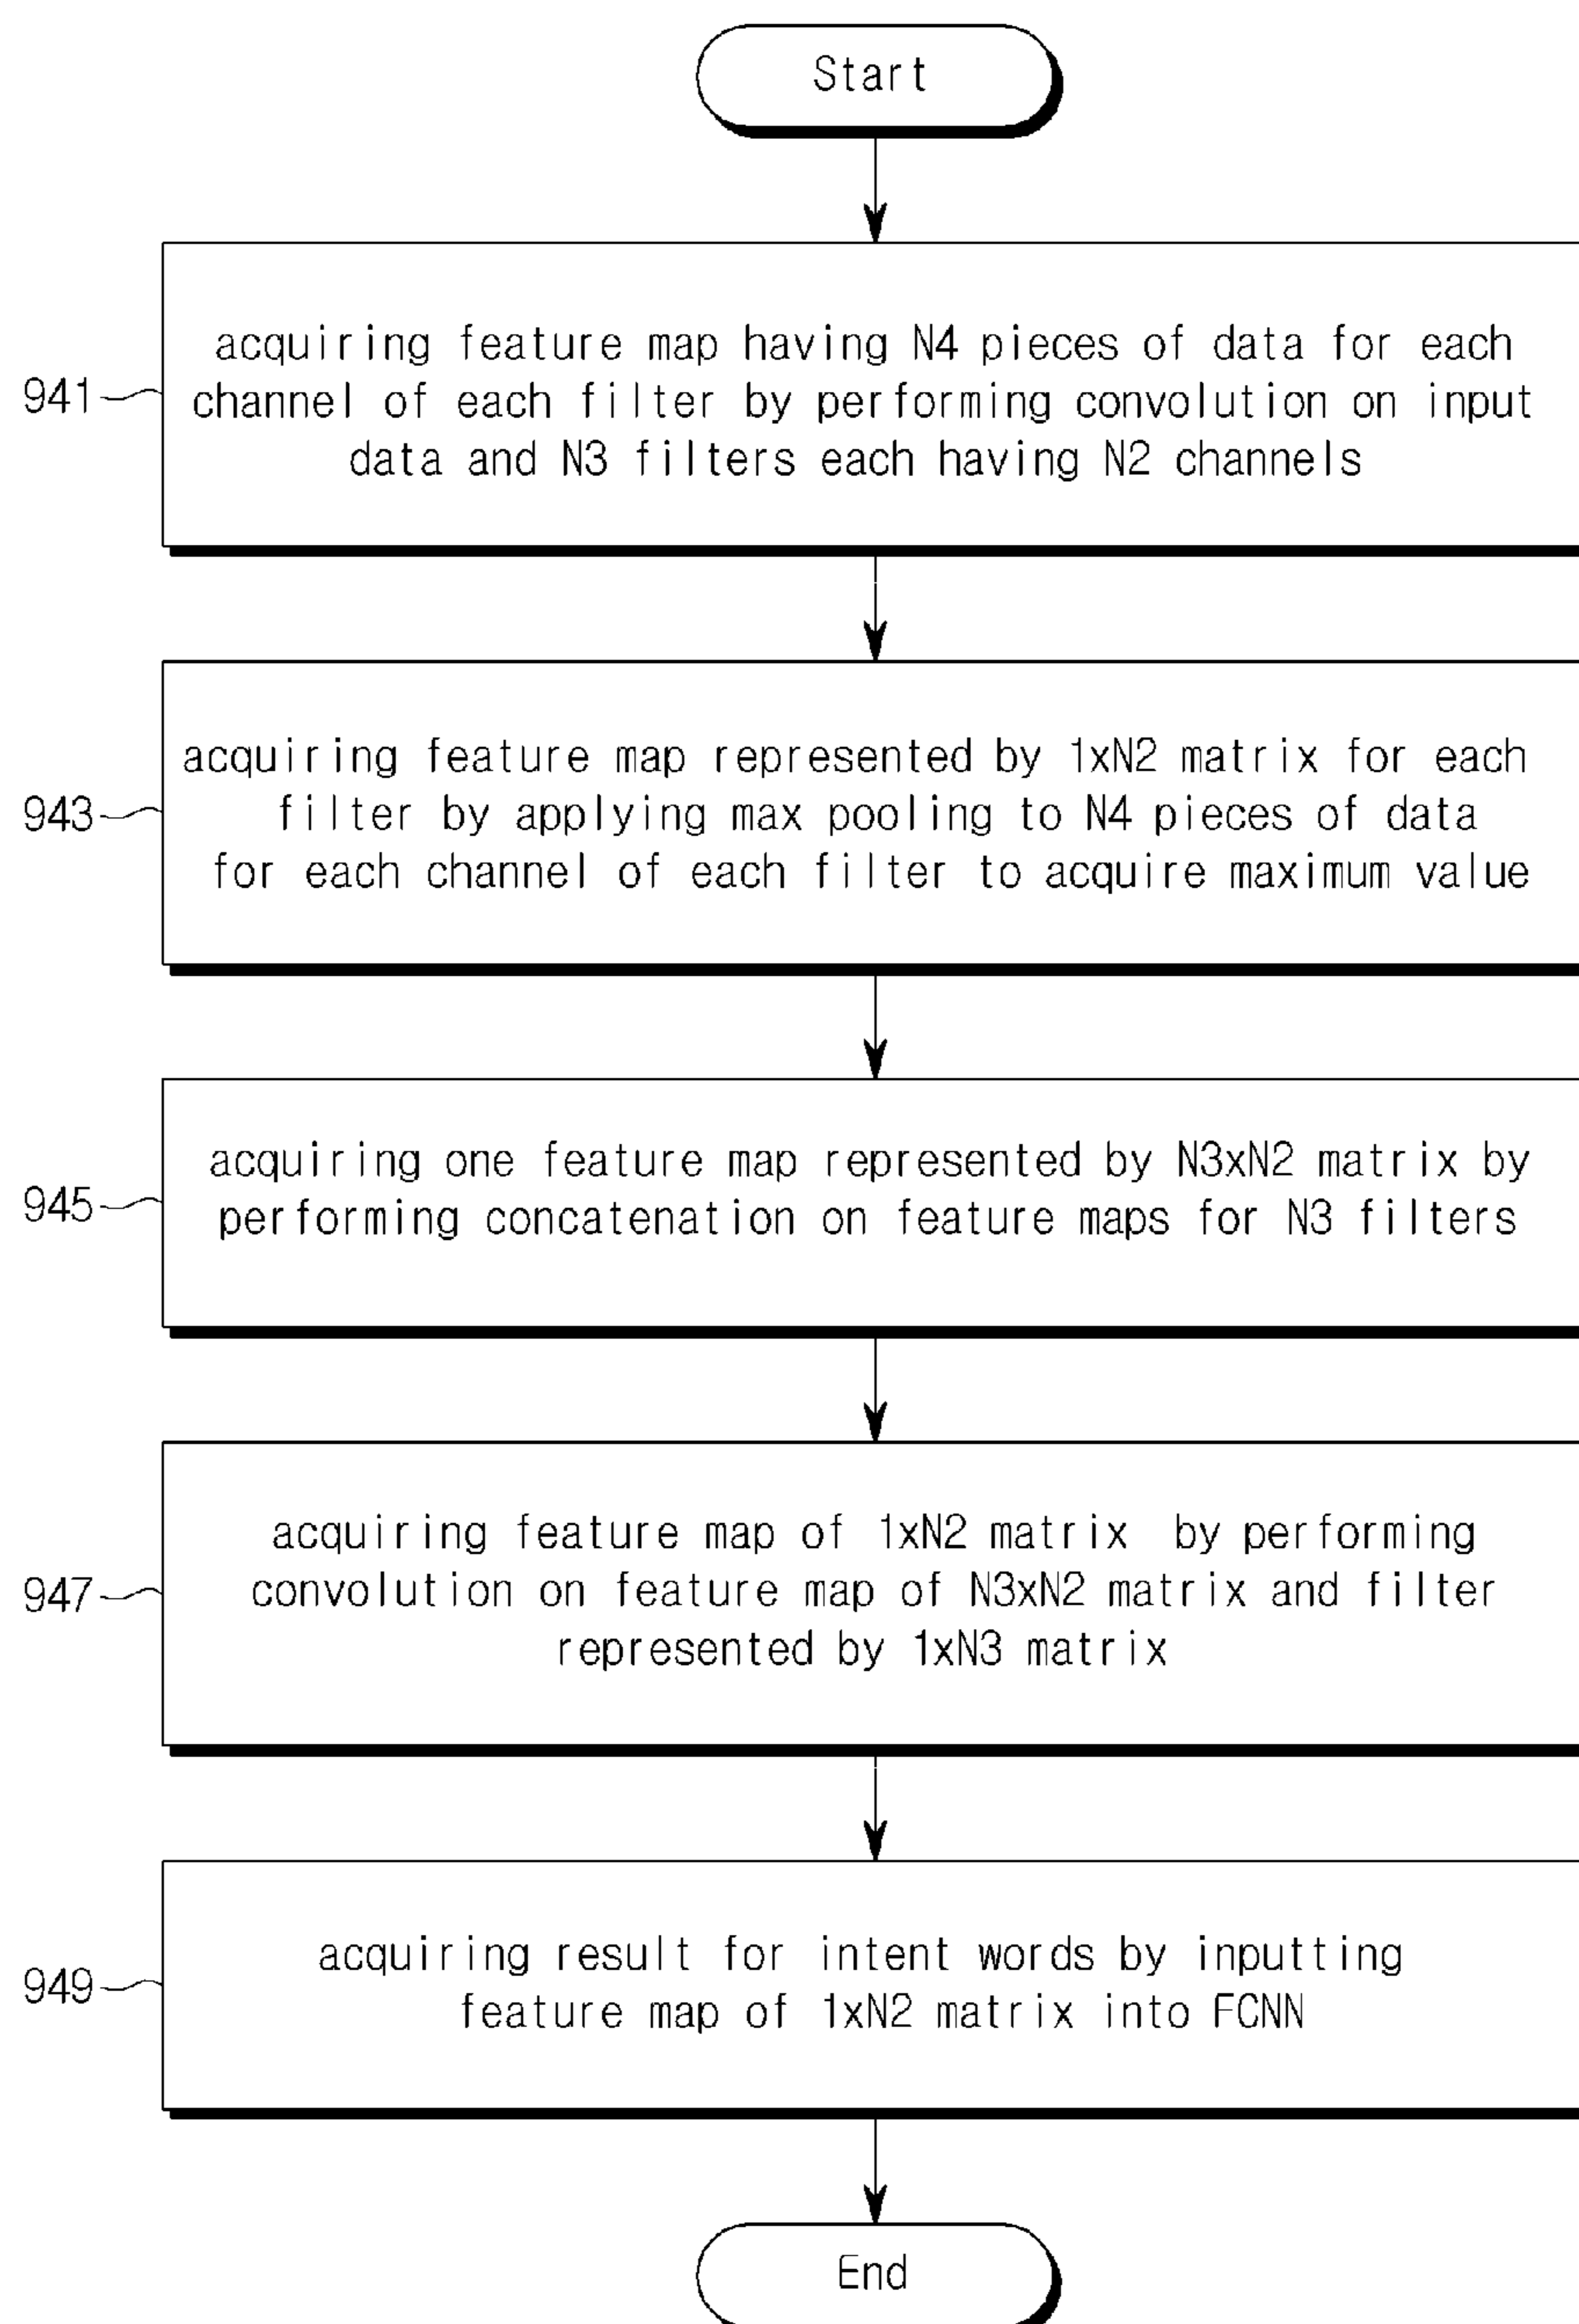 Start
acquiring feature map having N4 pieces of data for each
941
channel of each filter by performing convolution on input
data and N3 filters each having N2 channels
acquiring feature map represented by 1xN2 matrix for each
943
filter by applying max pooling to N4 pieces of data
for each channel of each filter to acquire maximum value
acquiring one feature map represented by N3xN2 matrix by
945
performing concatenation on feature maps for N3 filters
acquiring feature map of 1xN2 matrix by performing
947
convolution on feature map of N3xN2 matrix and filter
represented by 1xN3 matrix
acquiring result for intent words by inputting
949
feature map of 1xN2 matrix into FCNN
End